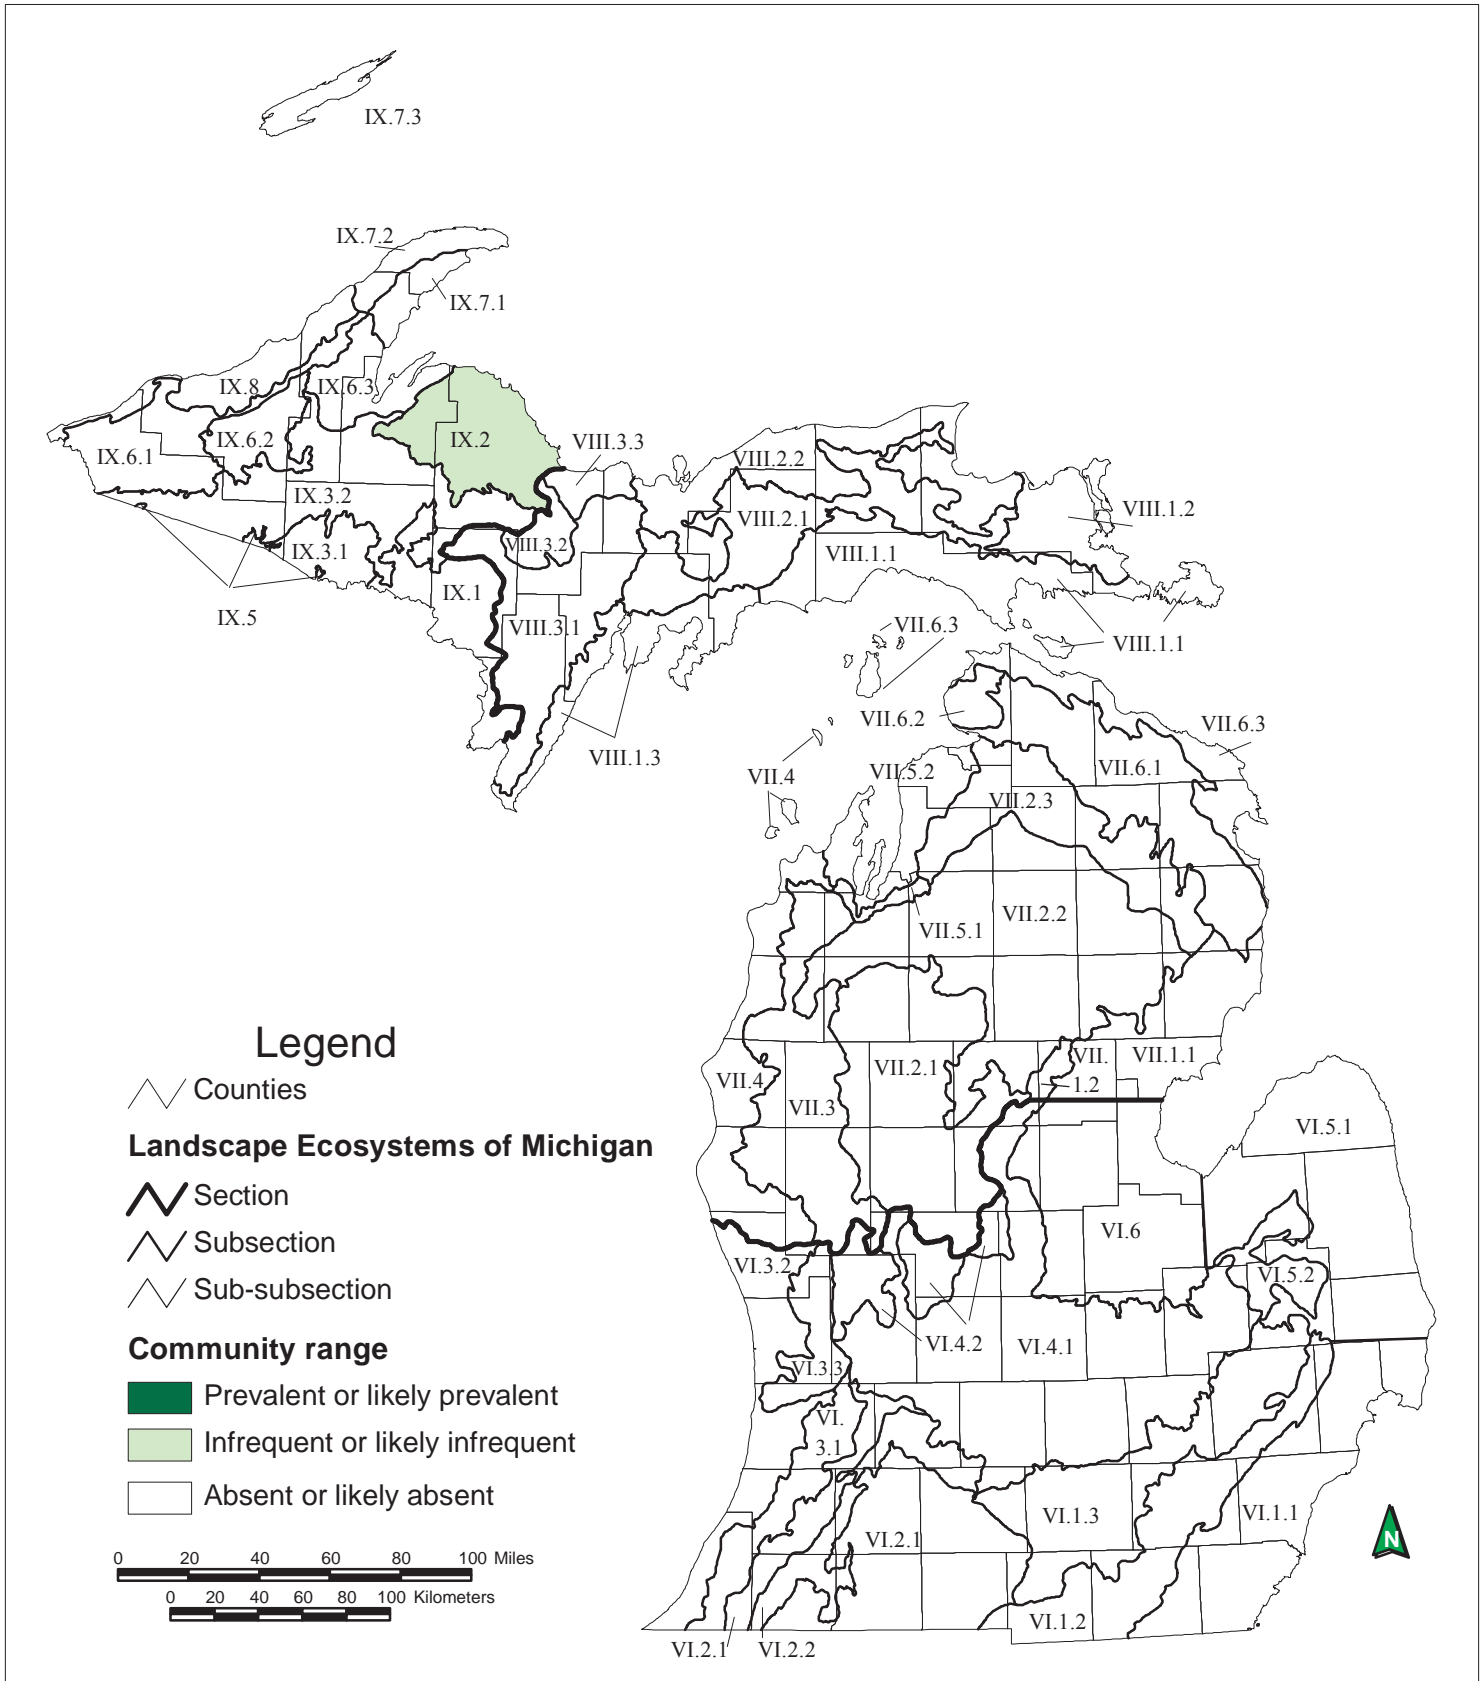 IX.7.3
IX.7.2
IX.7.1
IX.8
IX.6.3
IX.6.2
IX.2
IX.6.1
VIII.3.3
VIII.2.2
IX.3.2
VIII.2.1
VIII.1.2
IX.3.1
VIII.3.2
VIII.1.1
IX.1
IX.5
VIII.3.1
VII.6.3
VIII.1.1
VII.6.2
VII.6.3
VIII.1.3
VII.4
VII.5.2
VII.6.1
VII.2.3
VII.2.2
VII.5.1
Legend
Counties
Landscape Ecosystems of Michigan
Section
Subsection
Sub-subsection
Community range
Prevalent or likely prevalent
Infrequent or likely infrequent
Absent or likely absent
0 20 40 60 80 100 Miles
0 20 40 60 80 100 Kilometers
VII.4
VII.3
VII.2.1
VII.
1.2
VII.1.1
VI.5.1
VI.6
VI.3.2
VI.5.2
VI.4.2
VI.4.1
VI.3.3
VI.
3.1
VI.2.1
VI.1.3
VI.1.1
N
VI.1.2
VI.2.1
VI.2.2